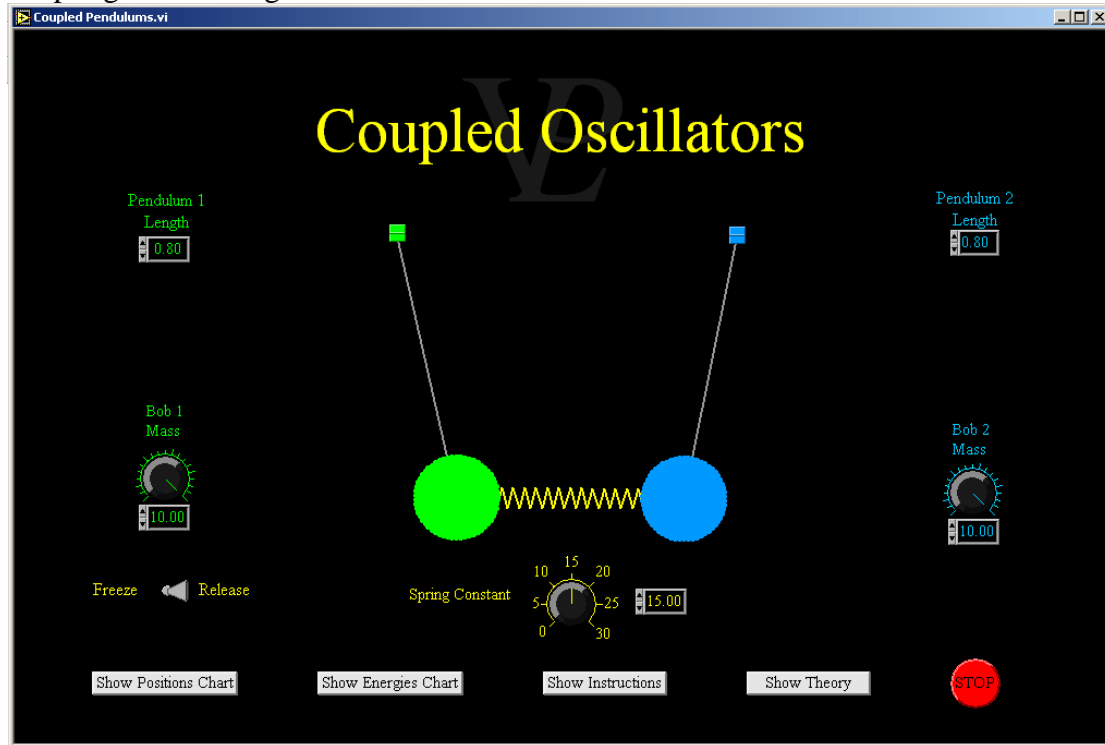 Coupled Pendulums.vi
Coupled Oscillators
Pendulum 1
Length
0.80
Pendulum 2
Length
0.80
Bob 1
Mass
10.00
Bob 2
Mass
10.00
Freeze Release
Spring Constant
0 5 10 15 20 25 30
15.00
Show Positions Chart
Show Energies Chart
Show Instructions
Show Theory
STOP